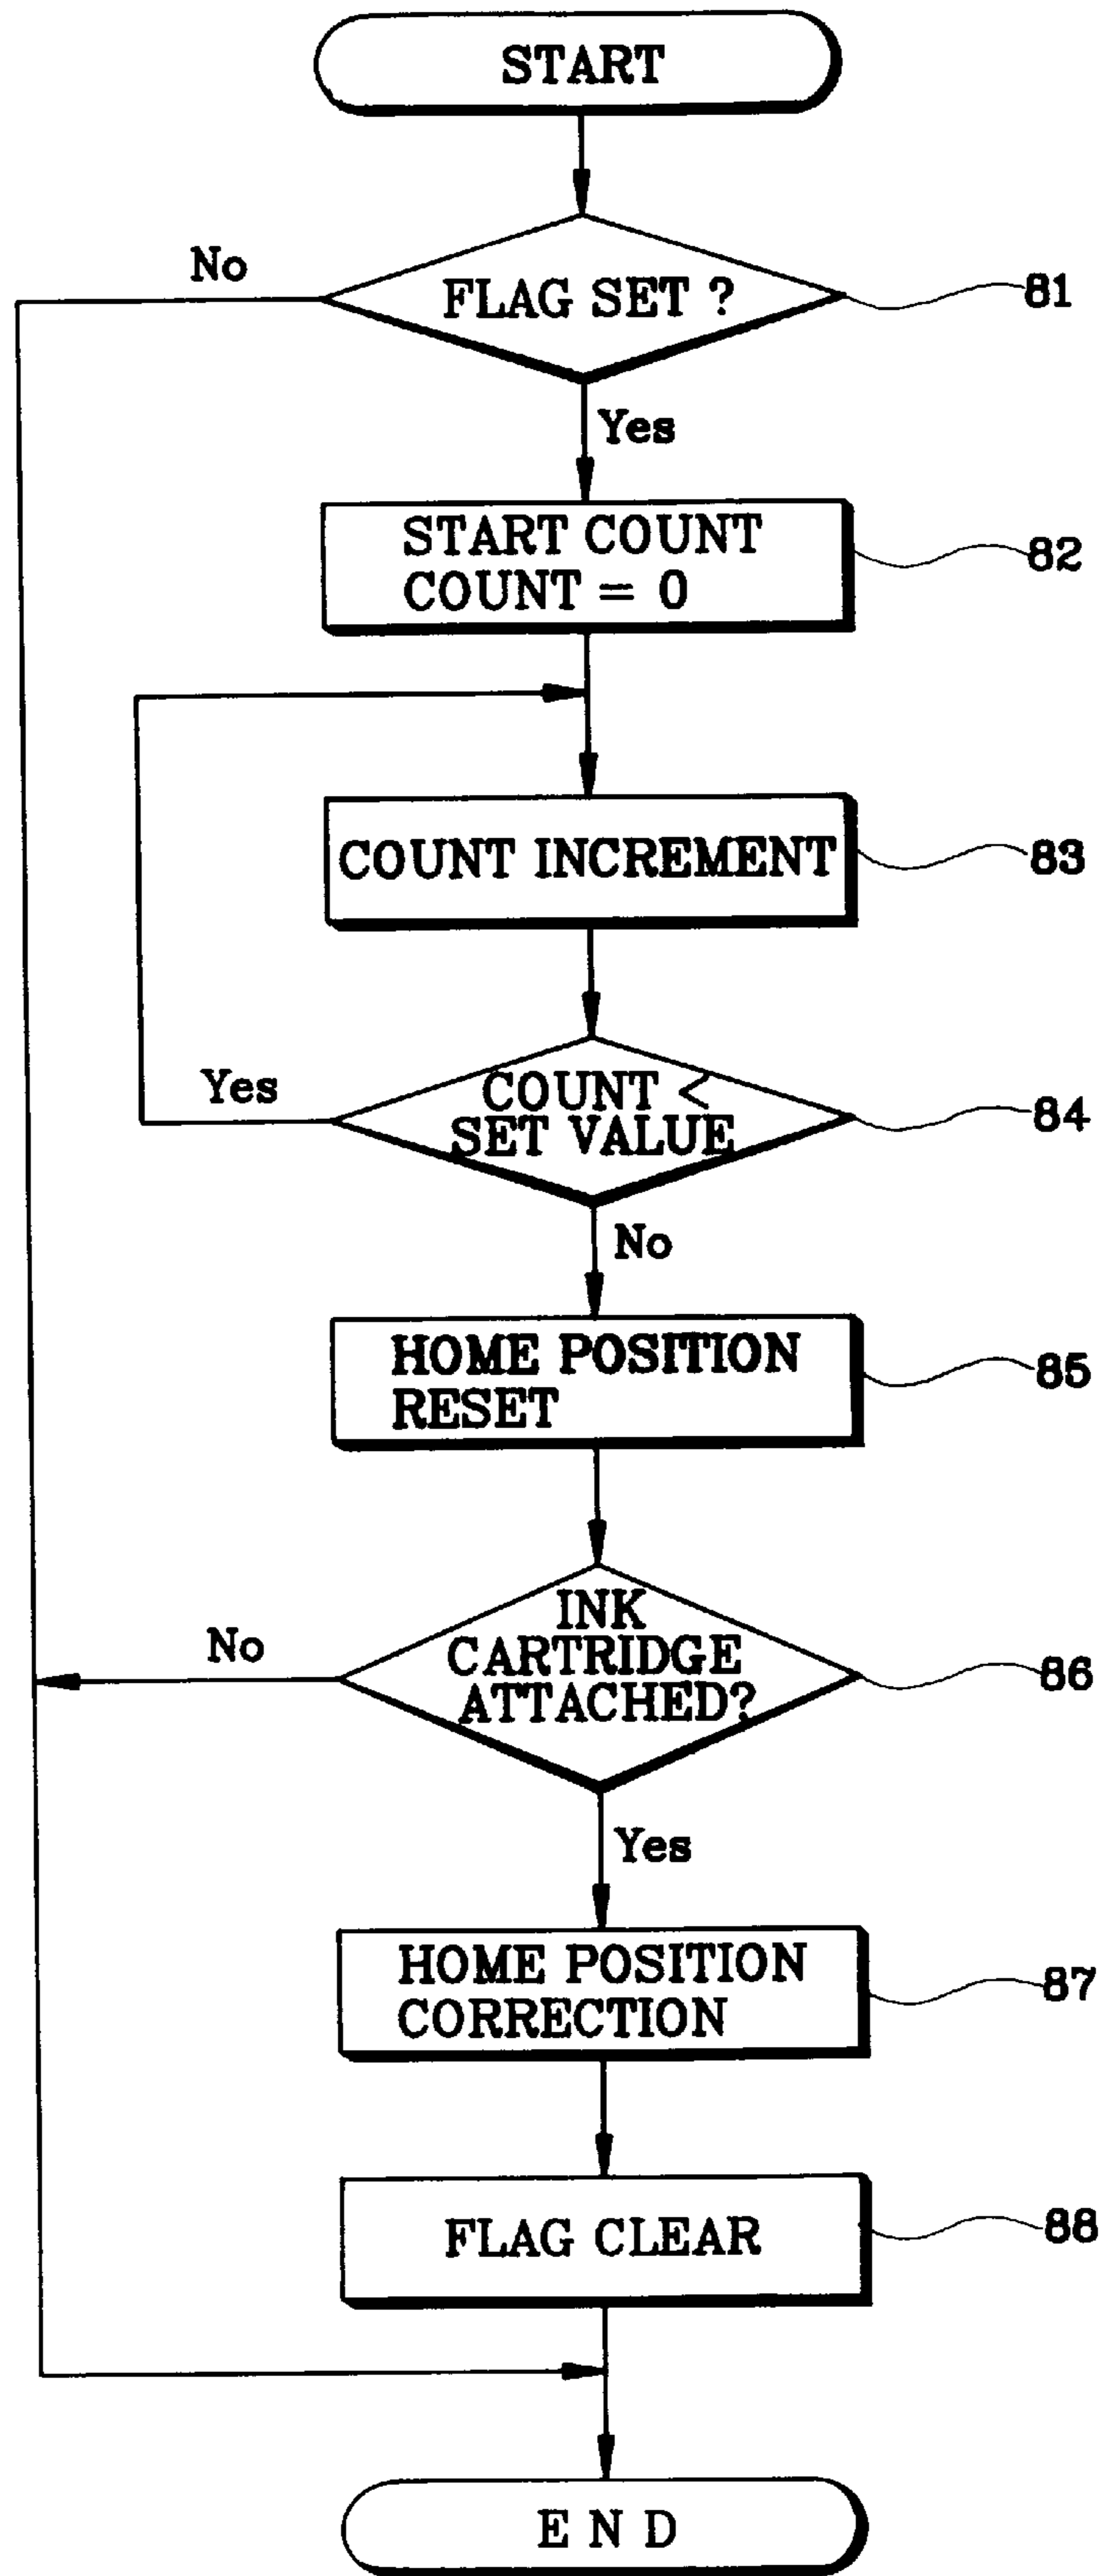 START
No
FLAG SET ?
81
Yes
START COUNT
COUNT = 0
82
COUNT INCREMENT
83
Yes
COUNT <
SET VALUE
84
No
HOME POSITION
RESET
85
No
INK
CARTRIDGE
ATTACHED?
86
Yes
HOME POSITION
CORRECTION
87
FLAG CLEAR
88
E N D